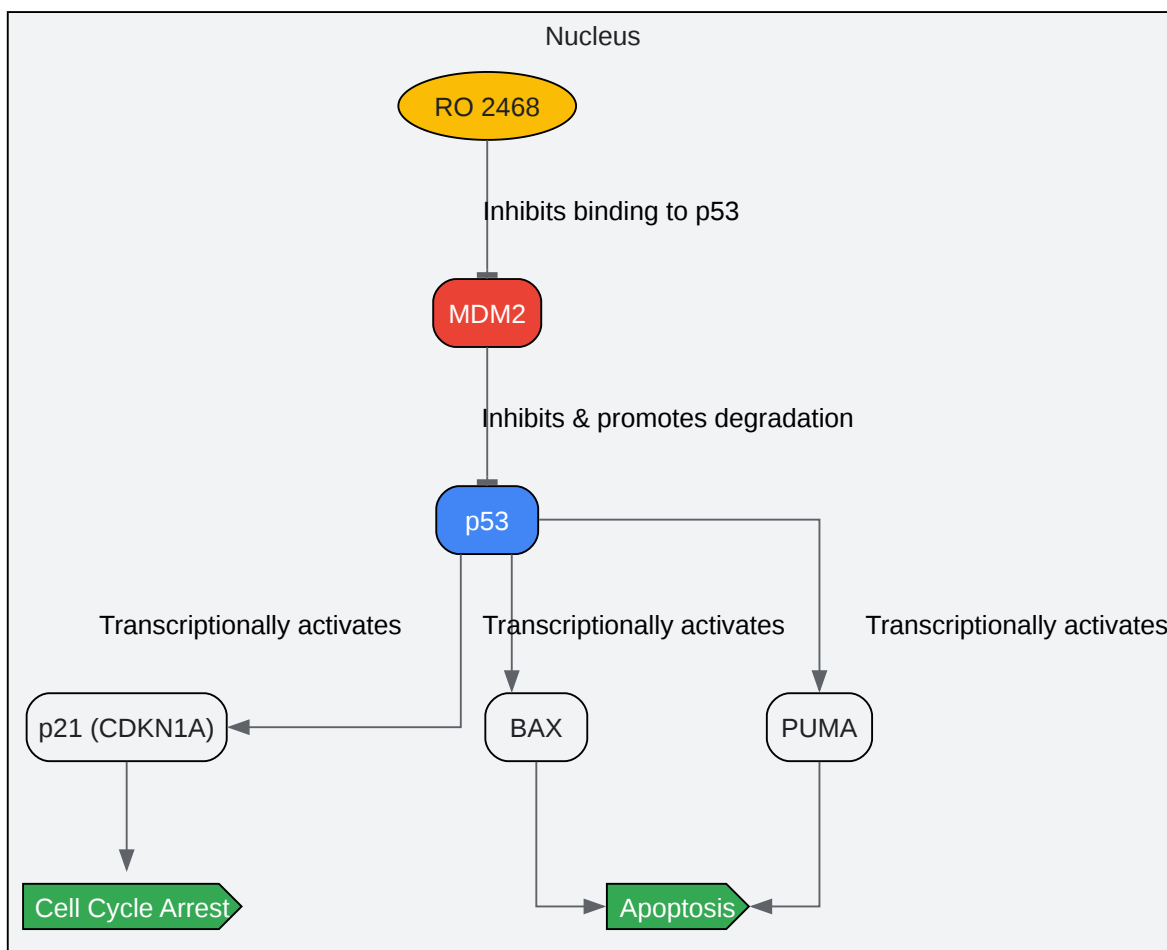 Nucleus
RO 2468
Inhibits binding to p53
MDM2
Inhibits & promotes degradation
p53
Transcriptionally activates
Transcriptionally activates
Transcriptionally activates
p21 (CDKN1A)
BAX
PUMA
Cell Cycle Arrest
Apoptosis